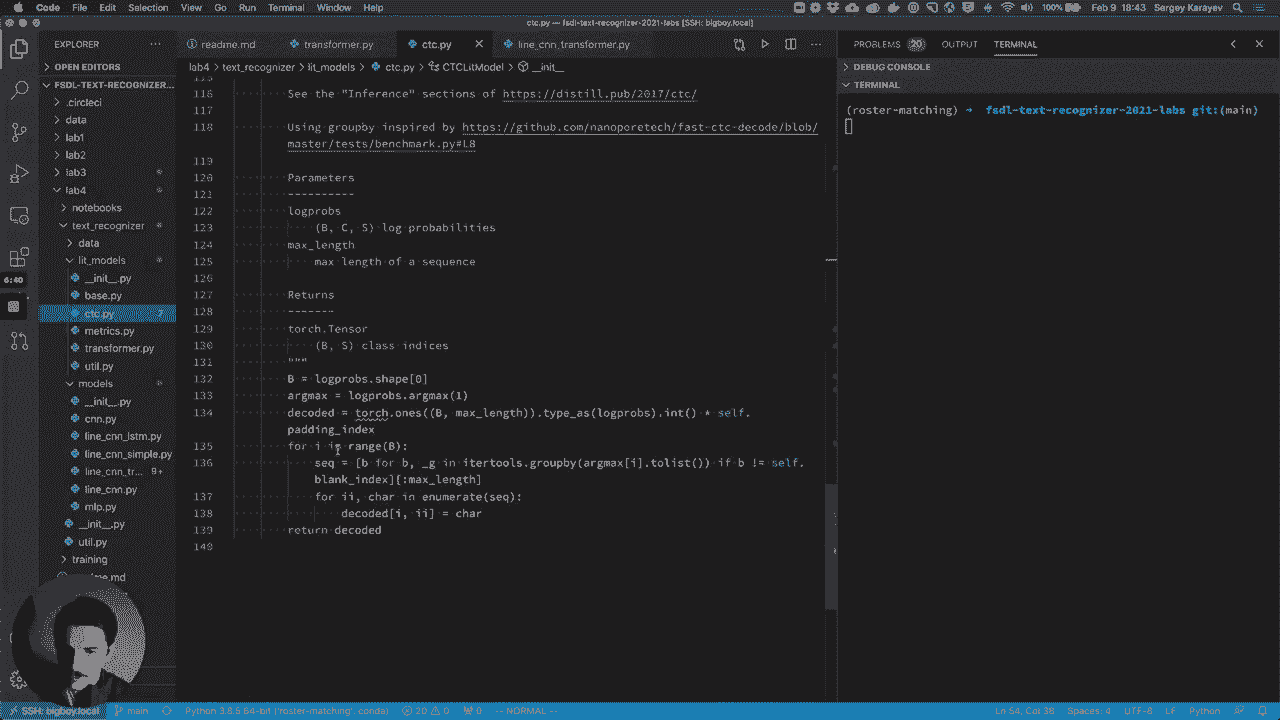 Code File Edit Selection View Go Run Terminal Window Help
100% Feb 9 18:43 Sergey Karayev
ctc.py — fsdl-text-recognizer-2021-labs [SSH: bigboy.local]
EXPLORER
OPEN EDITORS
FSDL-TEXT-RECOGNIZER...
.circleci
data
lab1
lab2
lab3
lab4
notebooks
text_recognizer
data
lit_models
__init__.py
base.py
ctc.py 7
metrics.py
transformer.py
util.py
models
__init__.py
cnn.py
line_cnn_lstm.py
line_cnn_simple.py
line_cnn_tr... 9+
line_cnn.py
mlp.py
__init__.py
util.py
training
6:40
readme.md transformer.py ctc.py line_cnn_transformer.py
lab4 > text_recognizer > lit_models > ctc.py > CTCLitModel > __init__
116 See the "Inference" sections of https://distill.pub/2017/ctc/
117
118 Using groupby inspired by https://github.com/nanoporetech/fast-ctc-decode/blob/
master/tests/benchmark.py#L8
119
120 Parameters
121 ----------
122 logprobs
123 (B, C, S) log probabilities
124 max_length
125 max length of a sequence
126
127 Returns
128 -------
129 torch.Tensor
130 (B, S) class indices
131 """
132 B = logprobs.shape[0]
133 argmax = logprobs.argmax(1)
134 decoded = torch.ones((B, max_length)).type_as(logprobs).int() * self.
padding_index
135 for i in range(B):
136 seq = [b for b, _g in itertools.groupby(argmax[i].tolist()) if b != self.
blank_index][:max_length]
137 for ii, char in enumerate(seq):
138 decoded[i, ii] = char
139 return decoded
140
PROBLEMS 20 OUTPUT TERMINAL
DEBUG CONSOLE
TERMINAL
(roster-matching) → fsdl-text-recognizer-2021-labs git:(main)
SSH: bigboy.local main Python 3.8.5 64-bit ('roster-matching': conda) 20 0 0 -- NORMAL --
Ln 54, Col 38 Spaces: 4 UTF-8 LF Python